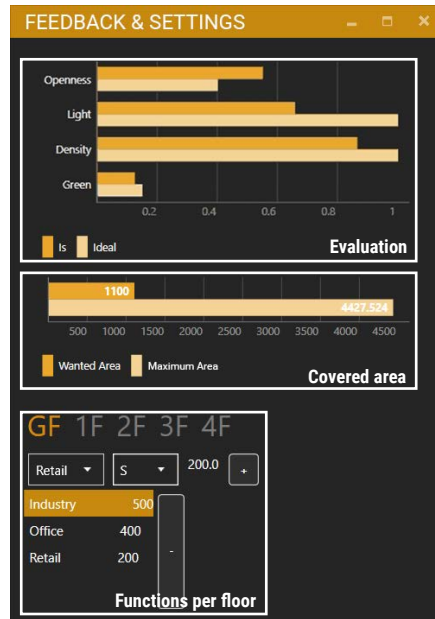 FEEDBACK & SETTINGS
Openness
Light
Density
Green
0.2 0.4 0.6 0.8 1
Is Ideal
Evaluation
1100
4427.524
500 1000 1500 2000 2500 3000 3500 4000 4500
Wanted Area Maximum Area
Covered area
GF 1F 2F 3F 4F
Retail S 200.0 +
Industry 500
Office 400
Retail 200 -
Functions per floor